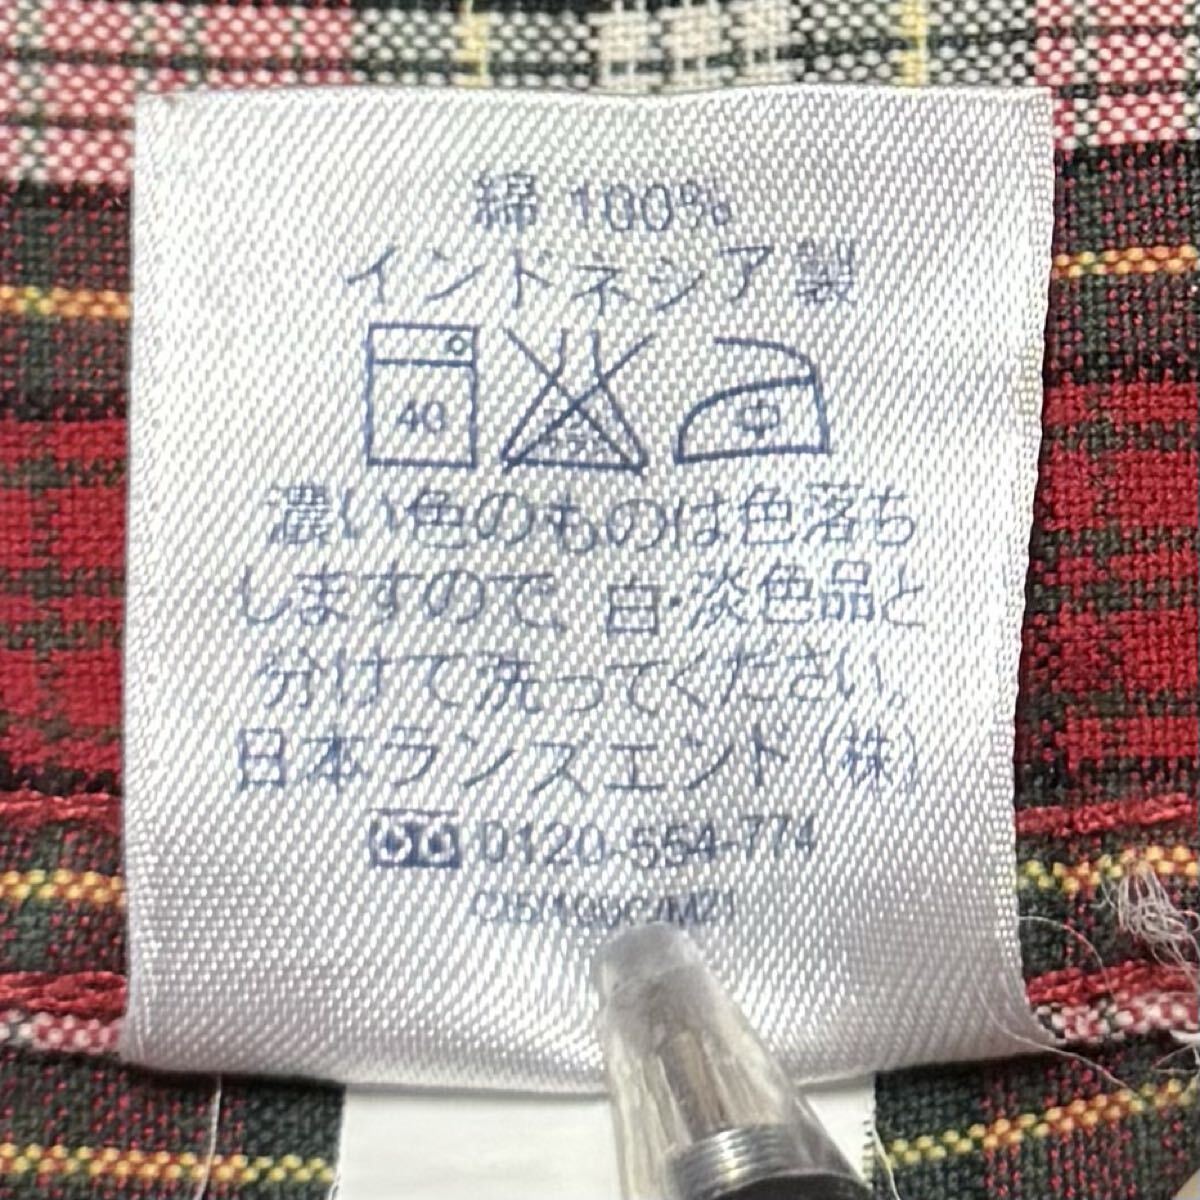 綿 100%
インドネシア製
40 中
濃い色のものは色落ち
しますので、白・淡色品と
分けて洗ってください。
日本ランスエンド(株)
0120-554-774